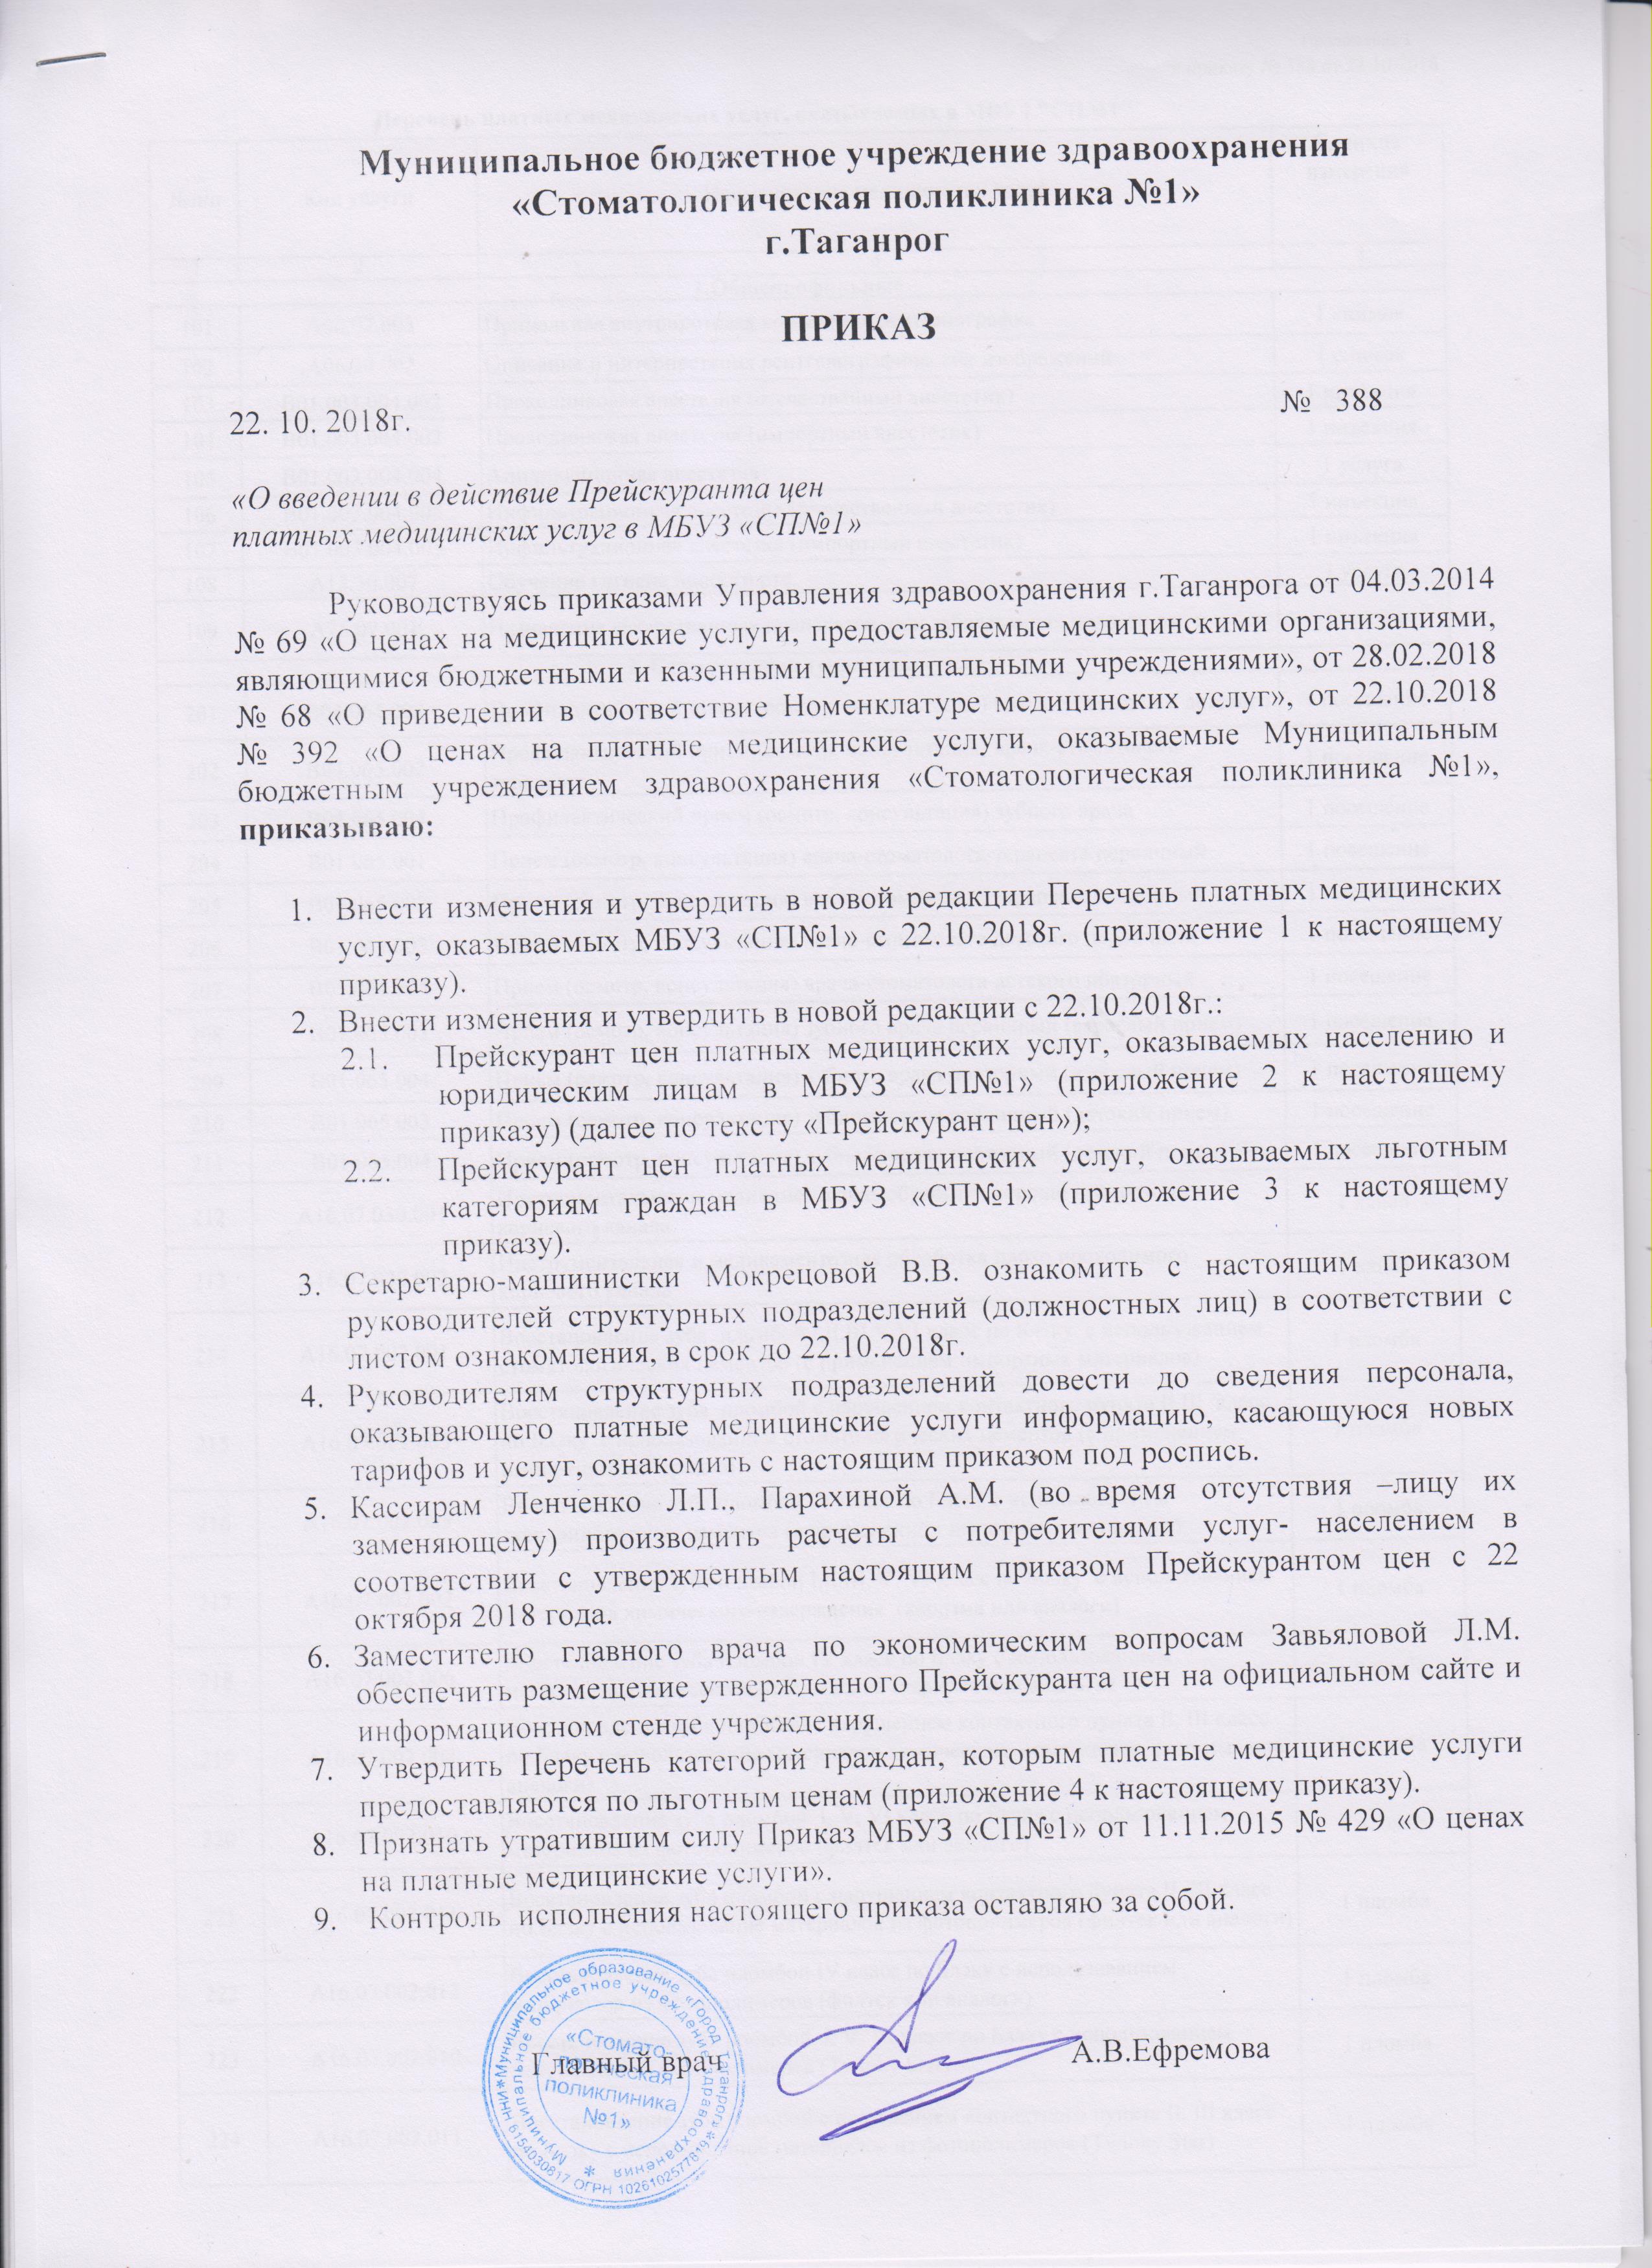 Муниципальное бюджетное учреждение здравоохранения
«Стоматологическая поликлиника №1»
г.Таганрог
ПРИКАЗ
22. 10. 2018г. № 388
«О введении в действие Прейскуранта цен
платных медицинских услуг в МБУЗ «СП№1»
Руководствуясь приказами Управления здравоохранения г.Таганрога от 04.03.2014
№ 69 «О ценах на медицинские услуги, предоставляемые медицинскими организациями,
являющимися бюджетными и казенными муниципальными учреждениями», от 28.02.2018
№ 68 «О приведении в соответствие Номенклатуре медицинских услуг», от 22.10.2018
№ 392 «О ценах на платные медицинские услуги, оказываемые Муниципальным
бюджетным учреждением здравоохранения «Стоматологическая поликлиника №1»,
приказываю:
1. Внести изменения и утвердить в новой редакции Перечень платных медицинских
услуг, оказываемых МБУЗ «СП№1» с 22.10.2018г. (приложение 1 к настоящему
приказу).
2. Внести изменения и утвердить в новой редакции с 22.10.2018г.:
2.1. Прейскурант цен платных медицинских услуг, оказываемых населению и
юридическим лицам в МБУЗ «СП№1» (приложение 2 к настоящему
приказу) (далее по тексту «Прейскурант цен»);
2.2. Прейскурант цен платных медицинских услуг, оказываемых льготным
категориям граждан в МБУЗ «СП№1» (приложение 3 к настоящему
приказу).
3. Секретарю-машинистки Мокрецовой В.В. ознакомить с настоящим приказом
руководителей структурных подразделений (должностных лиц) в соответствии с
листом ознакомления, в срок до 22.10.2018г.
4. Руководителям структурных подразделений довести до сведения персонала,
оказывающего платные медицинские услуги информацию, касающуюся новых
тарифов и услуг, ознакомить с настоящим приказом под роспись.
5. Кассирам Ленченко Л.П., Парахиной А.М. (во время отсутствия –лицу их
заменяющему) производить расчеты с потребителями услуг- населением в
соответствии с утвержденным настоящим приказом Прейскурантом цен с 22
октября 2018 года.
6. Заместителю главного врача по экономическим вопросам Завьяловой Л.М.
обеспечить размещение утвержденного Прейскуранта цен на официальном сайте и
информационном стенде учреждения.
7. Утвердить Перечень категорий граждан, которым платные медицинские услуги
предоставляются по льготным ценам (приложение 4 к настоящему приказу).
8. Признать утратившим силу Приказ МБУЗ «СП№1» от 11.11.2015 № 429 «О ценах
на платные медицинские услуги».
9. Контроль исполнения настоящего приказа оставляю за собой.
Главный врач А.В.Ефремова
Муниципальное образование «Город Таганрог»
ИНН 6154030817 ОГРН 1026102577619
Муниципальное бюджетное учреждение здравоохранения
«Стомато-
логическая
поликлиника
№1»